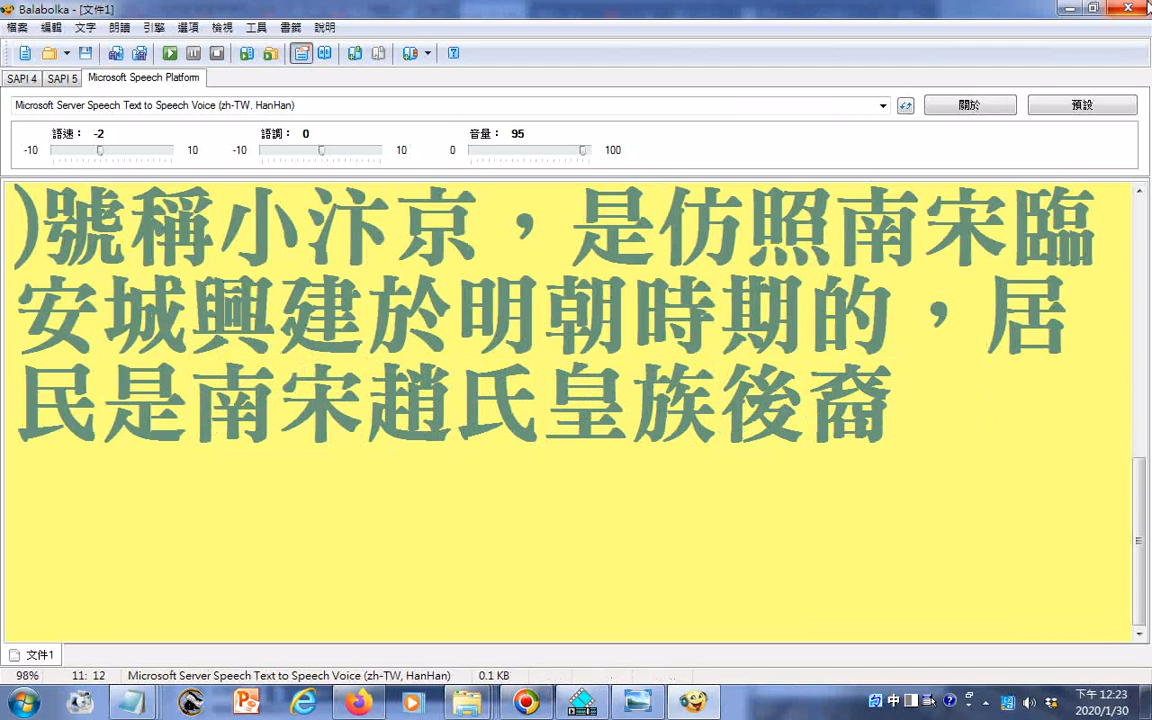 Balabolka - [文件1]
檔案 編輯 文字 朗讀 引擎 選項 檢視 工具 書籤 說明
SAPI 4 SAPI 5 Microsoft Speech Platform
Microsoft Server Speech Text to Speech Voice (zh-TW, HanHan) 關於 預設
語速： -2 語調： 0 音量： 95
-10 10 -10 10 0 100
)號稱小汴京，是仿照南宋臨
安城興建於明朝時期的，居
民是南宋趙氏皇族後裔
文件1
98% 11: 12 Microsoft Server Speech Text to Speech Voice (zh-TW, HanHan) 0.1 KB
中 下午 12:23
2020/1/30